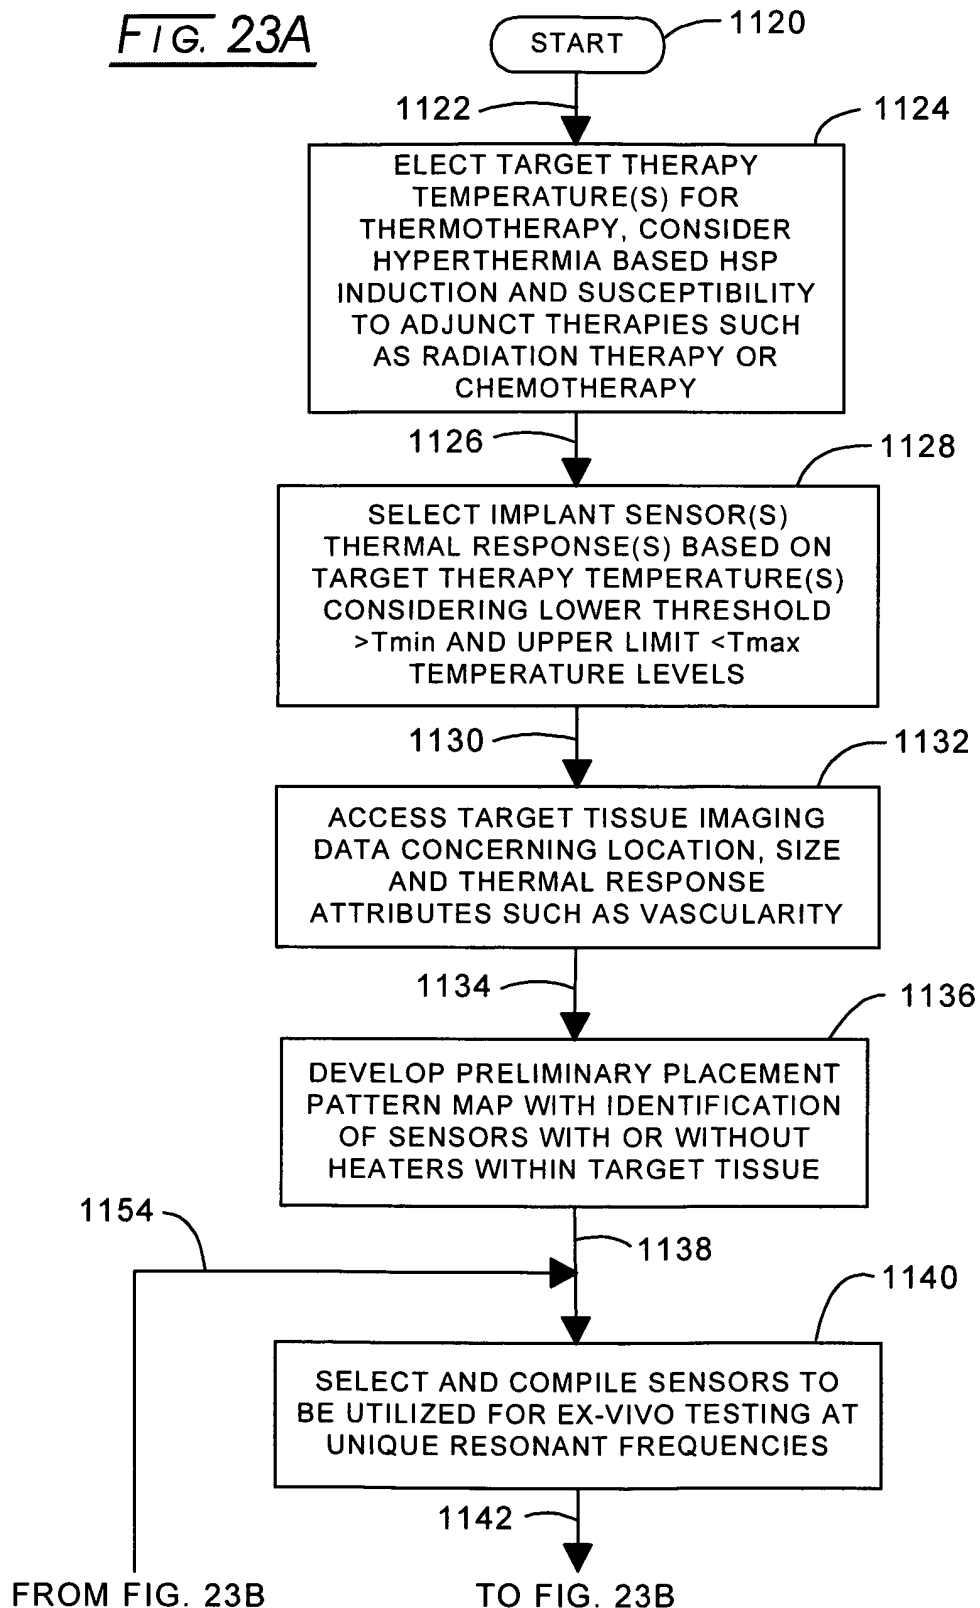 FIG. 23A
START
1120
1122
1124
ELECT TARGET THERAPY
TEMPERATURE(S) FOR
THERMOTHERAPY, CONSIDER
HYPERTHERMIA BASED HSP
INDUCTION AND SUSCEPTIBILITY
TO ADJUNCT THERAPIES SUCH
AS RADIATION THERAPY OR
CHEMOTHERAPY
1126
1128
SELECT IMPLANT SENSOR(S)
THERMAL RESPONSE(S) BASED ON
TARGET THERAPY TEMPERATURE(S)
CONSIDERING LOWER THRESHOLD
>Tmin AND UPPER LIMIT <Tmax
TEMPERATURE LEVELS
1130
1132
ACCESS TARGET TISSUE IMAGING
DATA CONCERNING LOCATION, SIZE
AND THERMAL RESPONSE
ATTRIBUTES SUCH AS VASCULARITY
1134
1136
DEVELOP PRELIMINARY PLACEMENT
PATTERN MAP WITH IDENTIFICATION
OF SENSORS WITH OR WITHOUT
HEATERS WITHIN TARGET TISSUE
1154
1138
1140
SELECT AND COMPILE SENSORS TO
BE UTILIZED FOR EX-VIVO TESTING AT
UNIQUE RESONANT FREQUENCIES
1142
FROM FIG. 23B
TO FIG. 23B